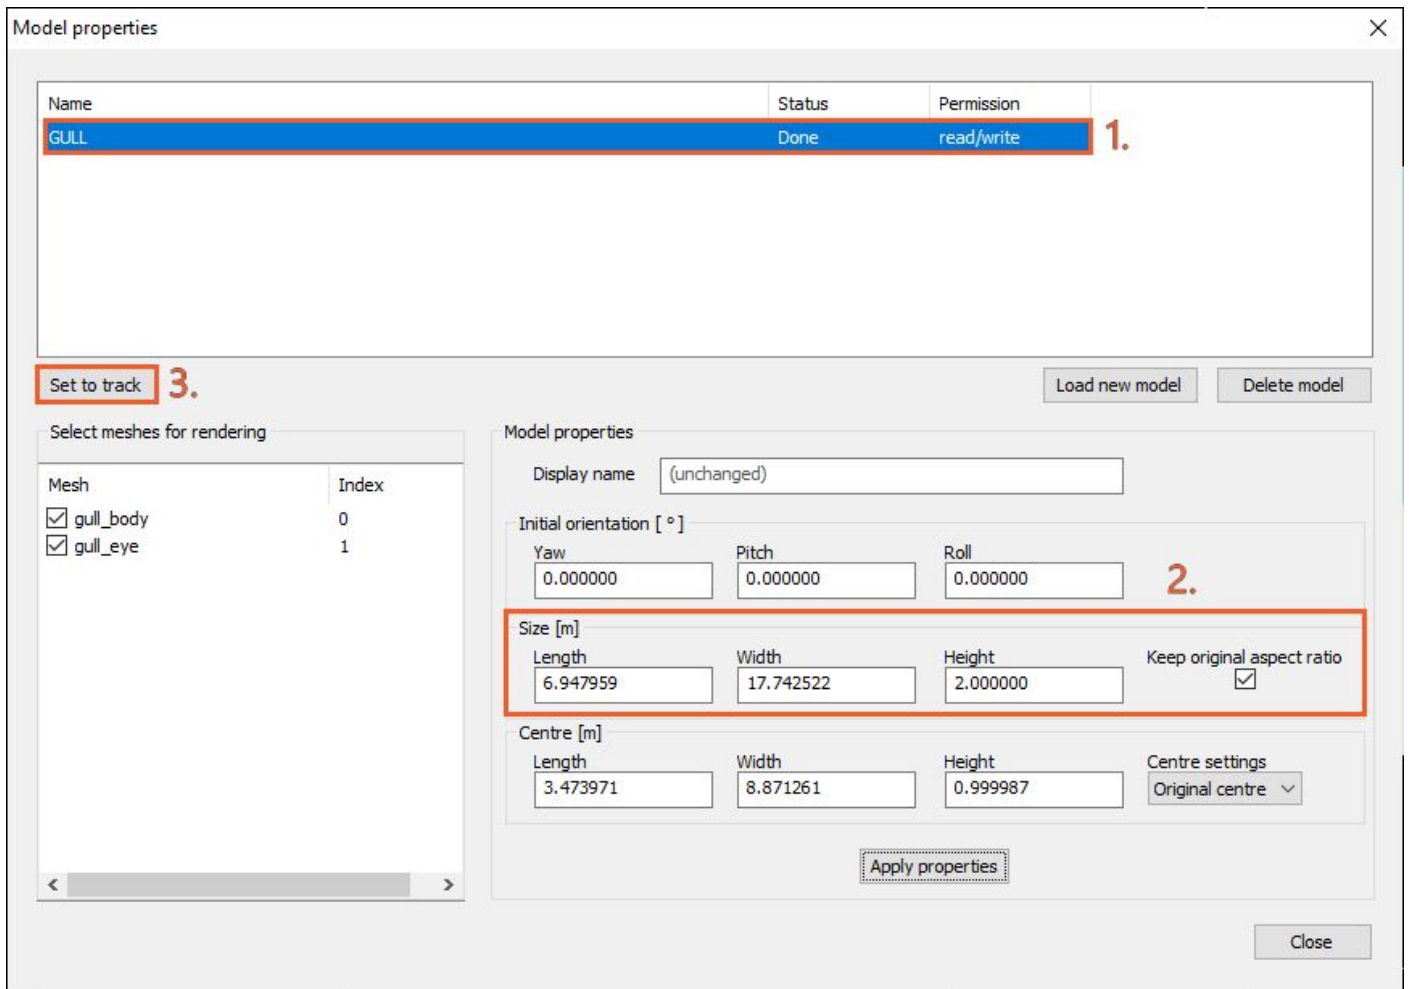 Model properties
Name Status Permission
GULL Done read/write 1.
Set to track 3. Load new model Delete model
Select meshes for rendering
Mesh Index
gull_body 0
gull_eye 1
Model properties
Display name (unchanged)
Initial orientation [ ° ]
Yaw Pitch Roll
0.000000 0.000000 0.000000 2.
Size [m]
Length Width Height Keep original aspect ratio
6.947959 17.742522 2.000000
Centre [m]
Length Width Height Centre settings
3.473971 8.871261 0.999987 Original centre
Apply properties
Close